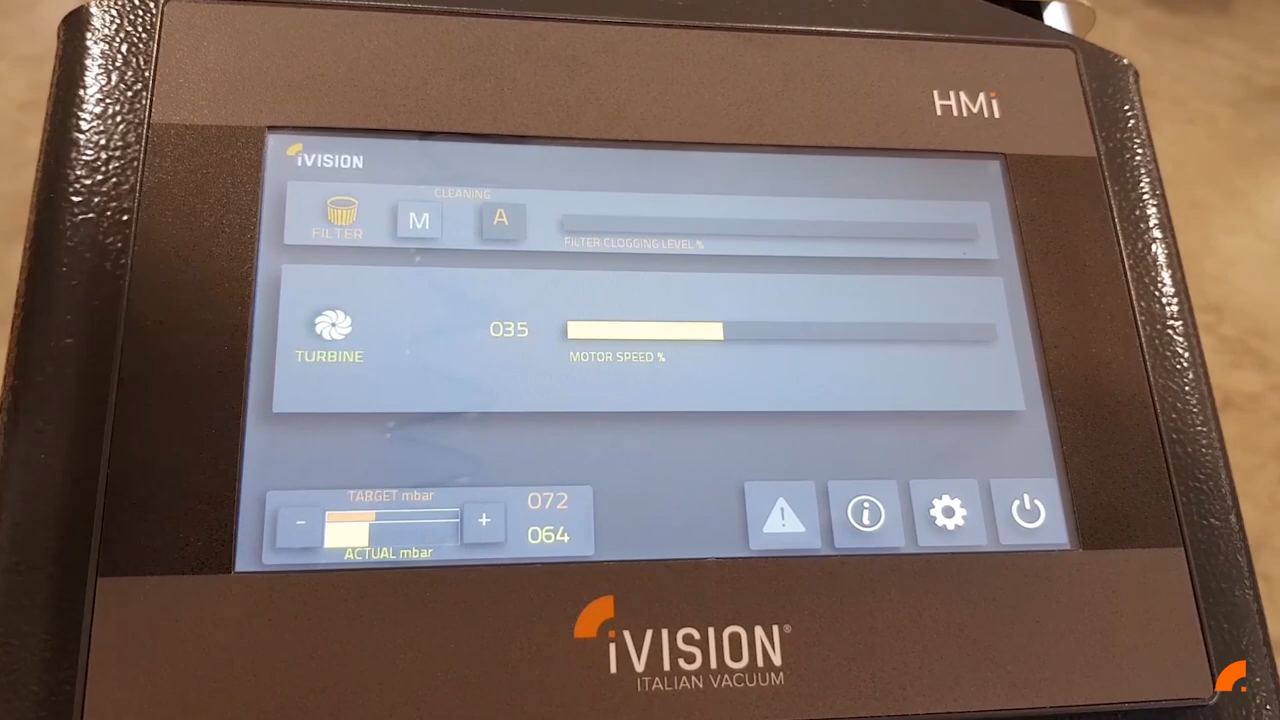 HMi
iVISION
CLEANING
M A
FILTER
FILTER CLOGGING LEVEL %
035
TURBINE
MOTOR SPEED %
TARGET mbar 072
- +
ACTUAL mbar 064
iVISION®
ITALIAN VACUUM